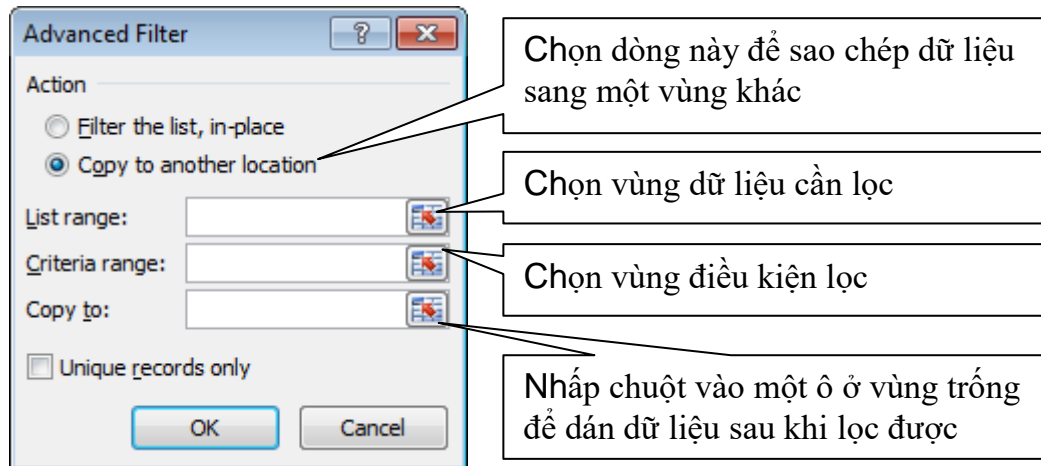 Advanced Filter
Action
Filter the list, in-place
Copy to another location
List range:
Criteria range:
Copy to:
Unique records only
OK
Cancel
Chọn dòng này để sao chép dữ liệu
sang một vùng khác
Chọn vùng dữ liệu cần lọc
Chọn vùng điều kiện lọc
Nhấp chuột vào một ô ở vùng trống
để dán dữ liệu sau khi lọc được